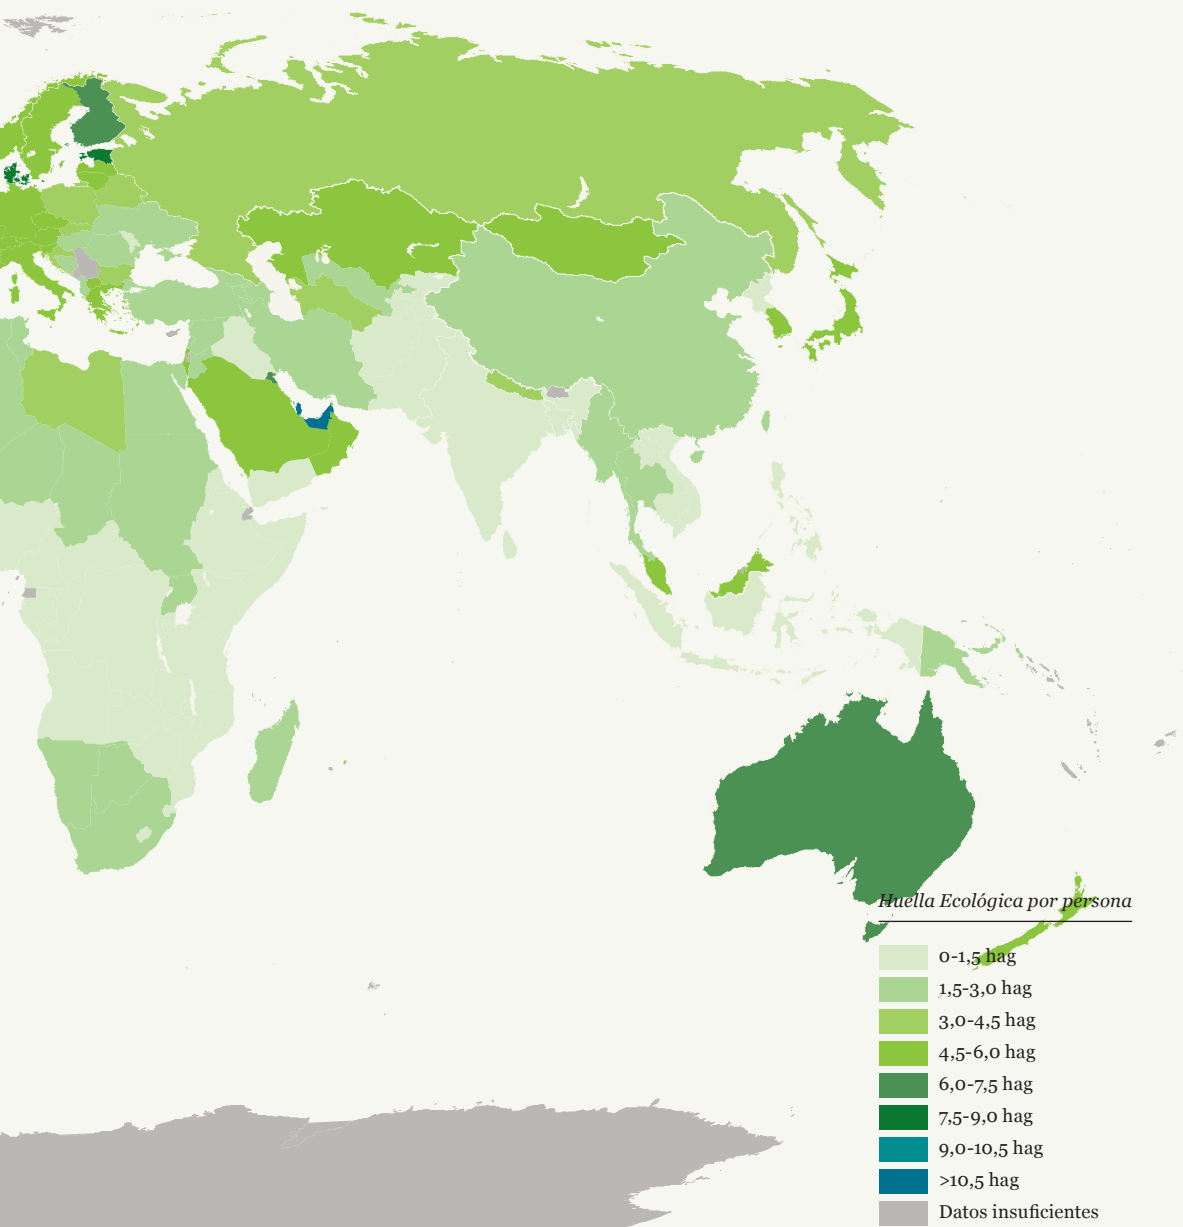 Huella Ecológica por persona
0-1,5 hag
1,5-3,0 hag
3,0-4,5 hag
4,5-6,0 hag
6,0-7,5 hag
7,5-9,0 hag
9,0-10,5 hag
>10,5 hag
Datos insuficientes